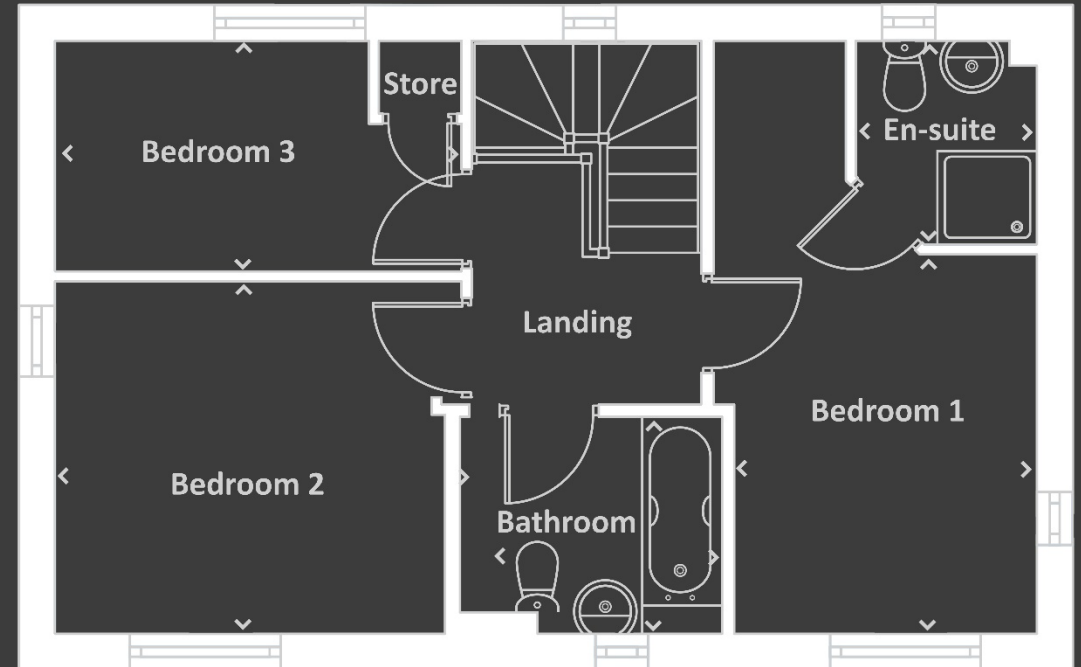 Store
Bedroom 3
En-suite
Landing
Bedroom 1
Bedroom 2
Bathroom